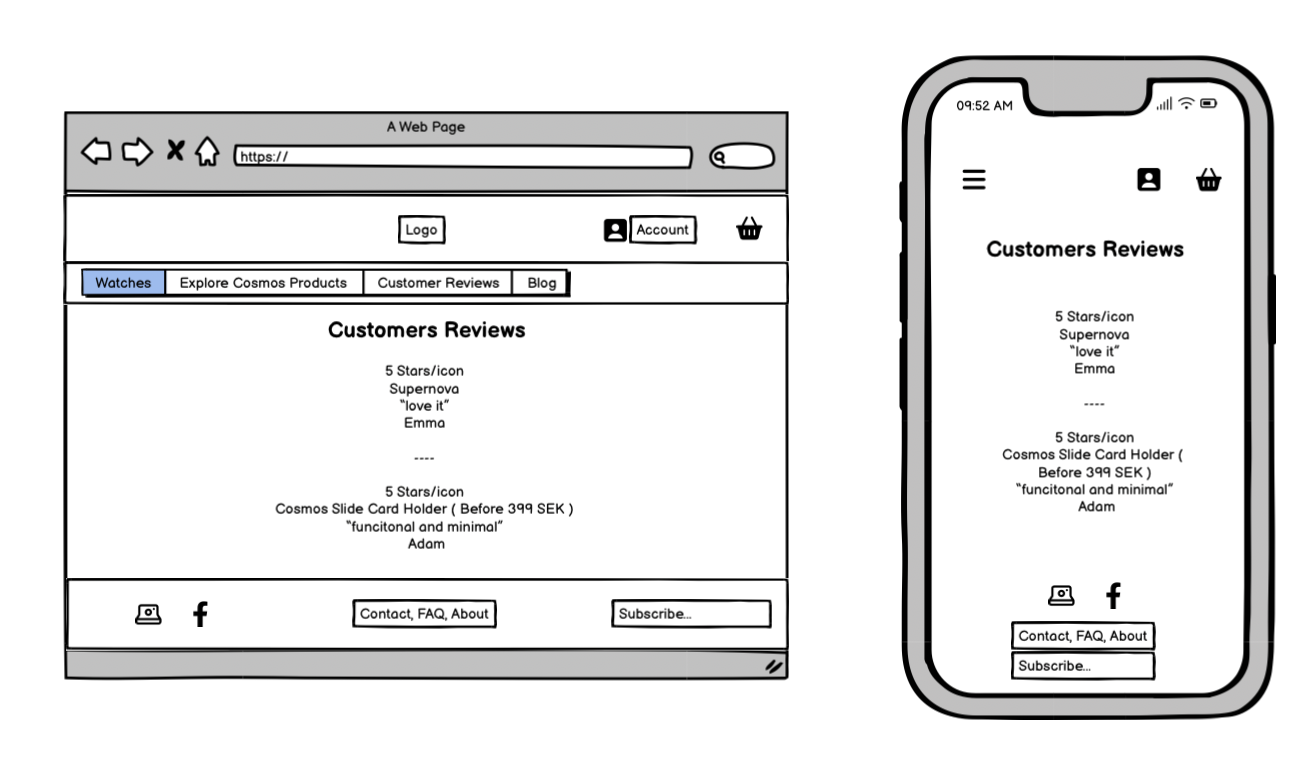 A Web Page
https://
Logo
Account
Watches
Explore Cosmos Products
Customer Reviews
Blog
Customers Reviews
5 Stars/icon
Supernova
"love it"
Emma
----
5 Stars/icon
Cosmos Slide Card Holder ( Before 399 SEK )
"funcitonal and minimal"
Adam
Contact, FAQ, About
Subscribe...
09:52 AM
Customers Reviews
5 Stars/icon
Supernova
"love it"
Emma
----
5 Stars/icon
Cosmos Slide Card Holder (
Before 399 SEK )
"funcitonal and minimal"
Adam
Contact, FAQ, About
Subscribe...